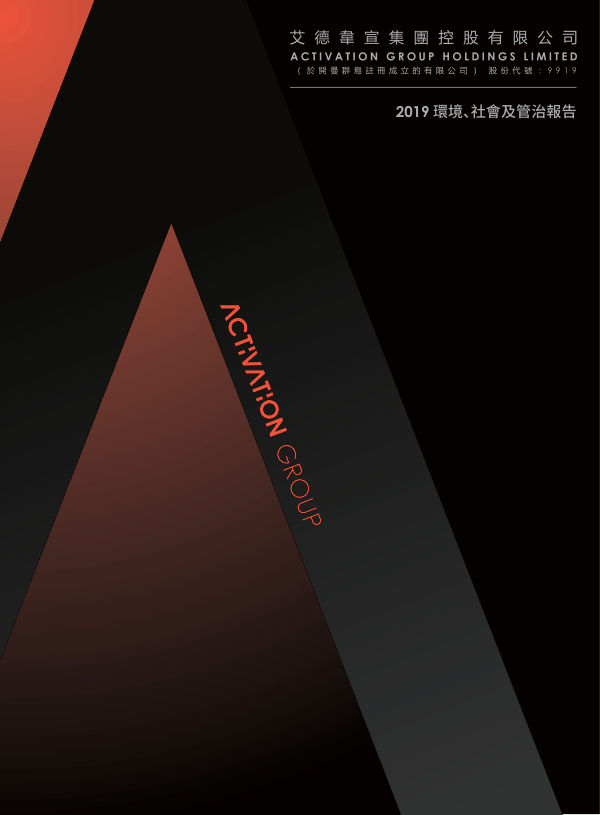 艾德韋宣集團控股有限公司
ACTIVATION GROUP HOLDINGS LIMITED
（於開曼群島註冊成立的有限公司） 股份代號：9919
2019 環境、社會及管治報告
ACTIVATION GROUP